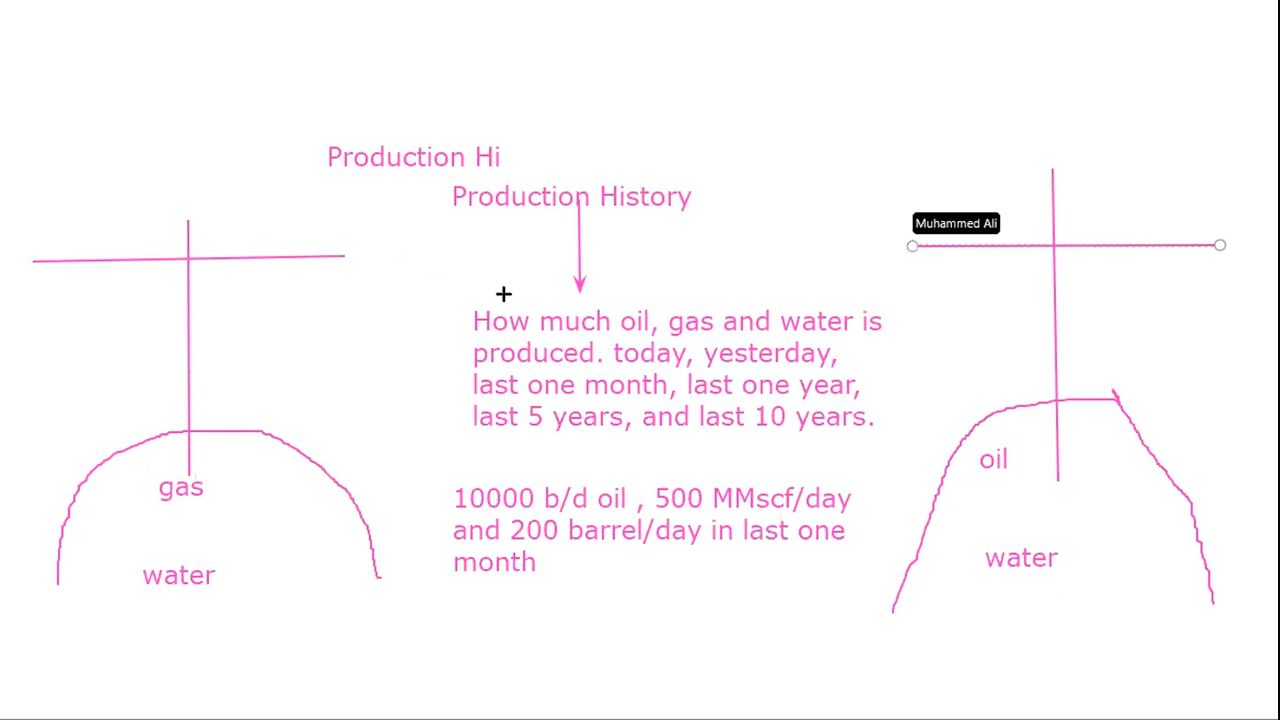 Production Hi
Production History
Muhammed Ali
How much oil, gas and water is
produced. today, yesterday,
last one month, last one year,
last 5 years, and last 10 years.
gas
water
10000 b/d oil , 500 MMscf/day
and 200 barrel/day in last one
month
oil
water